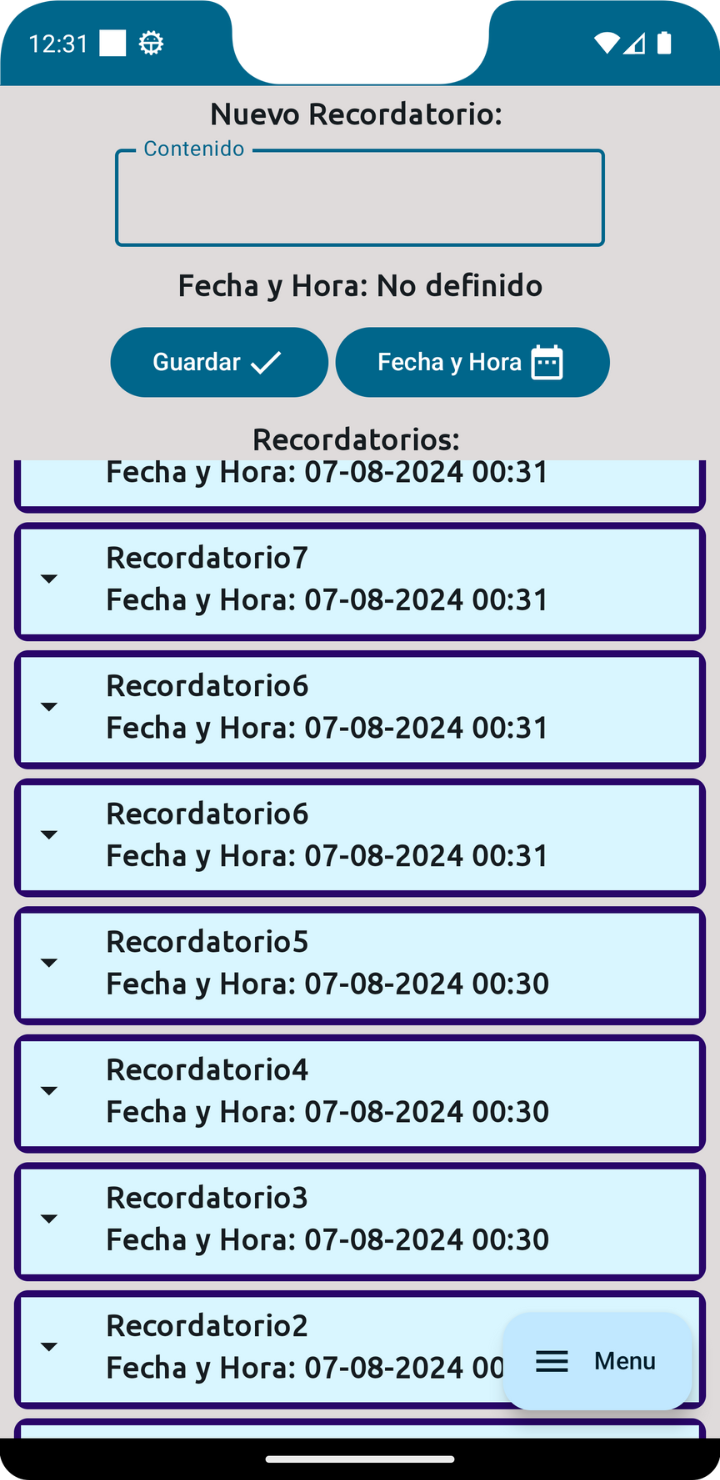 12:31
Nuevo Recordatorio:
Contenido
Fecha y Hora: No definido
Guardar
Fecha y Hora
Recordatorios:
Fecha y Hora: 07-08-2024 00:31
Recordatorio7
Fecha y Hora: 07-08-2024 00:31
Recordatorio6
Fecha y Hora: 07-08-2024 00:31
Recordatorio6
Fecha y Hora: 07-08-2024 00:31
Recordatorio5
Fecha y Hora: 07-08-2024 00:30
Recordatorio4
Fecha y Hora: 07-08-2024 00:30
Recordatorio3
Fecha y Hora: 07-08-2024 00:30
Recordatorio2
Fecha y Hora: 07-08-2024 00
Menu